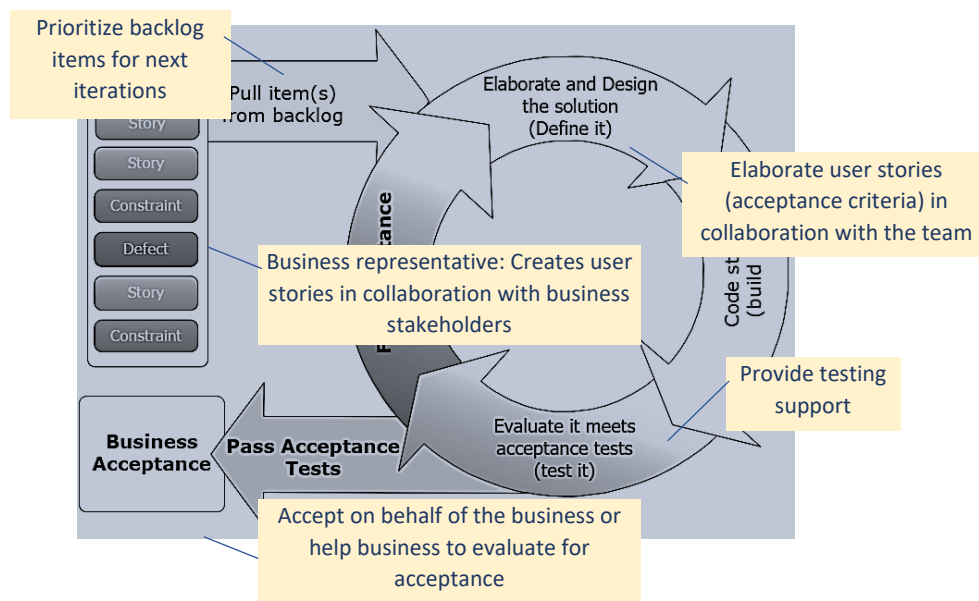 Prioritize backlog
items for next
iterations
Pull item(s)
from backlog
Elaborate and Design
the solution
(Define it)
Story
Story
Constraint
Defect
Story
Constraint
Elaborate user stories
(acceptance criteria) in
collaboration with the team
Business representative: Creates user
stories in collaboration with business
stakeholders
Code
(build
Provide testing
support
Evaluate it meets
acceptance tests
(test it)
Business
Acceptance
Pass Acceptance
Tests
Accept on behalf of the business or
help business to evaluate for
acceptance